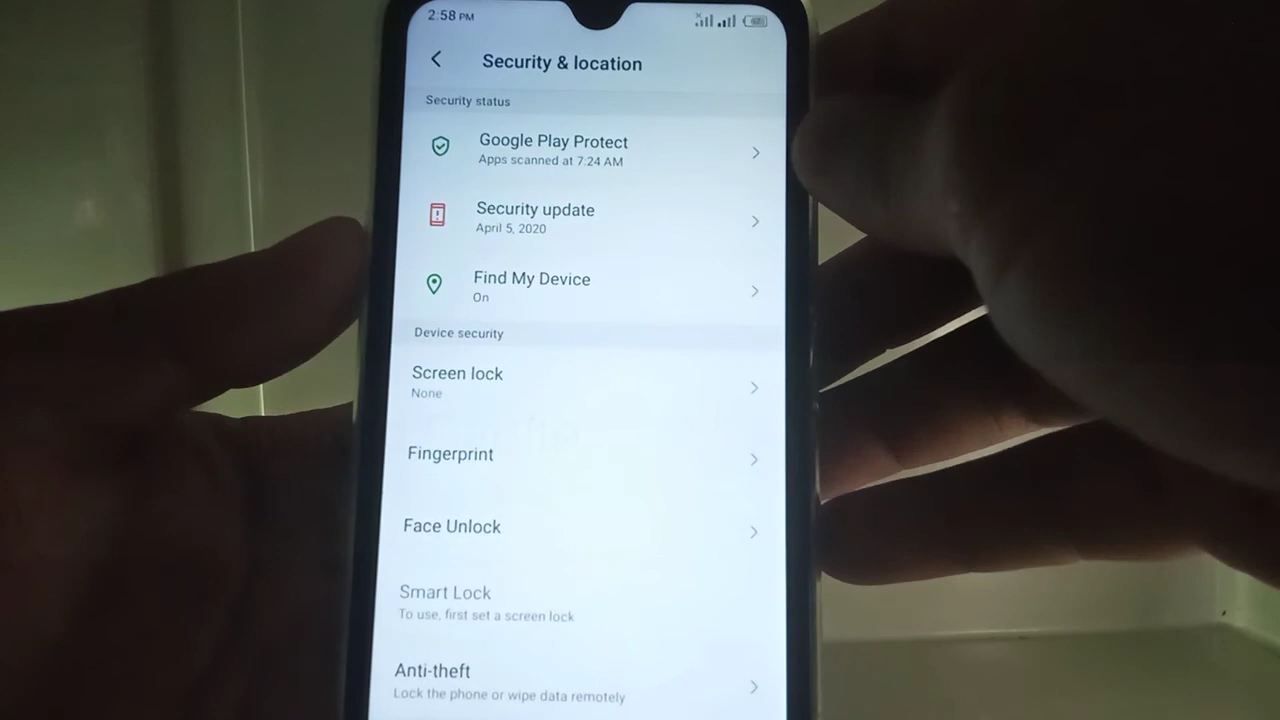 2:58 PM
Security & location
Security status
Google Play Protect
Apps scanned at 7:24 AM
Security update
April 5, 2020
Find My Device
On
Device security
Screen lock
None
Fingerprint
Face Unlock
Smart Lock
To use, first set a screen lock
Anti-theft
Lock the phone or wipe data remotely